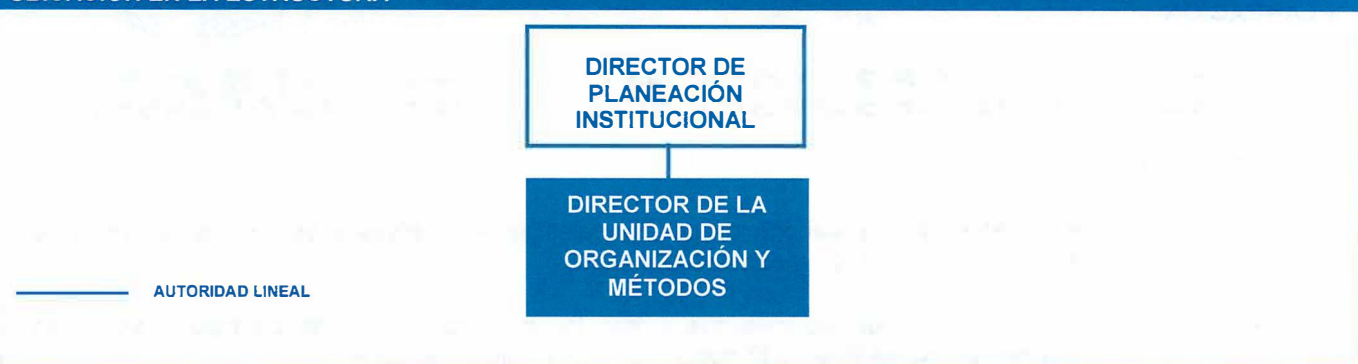 DIRECTOR DE
PLANEACIÓN
INSTITUCIONAL
DIRECTOR DE LA
UNIDAD DE
ORGANIZACIÓN Y
MÉTODOS
AUTORIDAD LINEAL